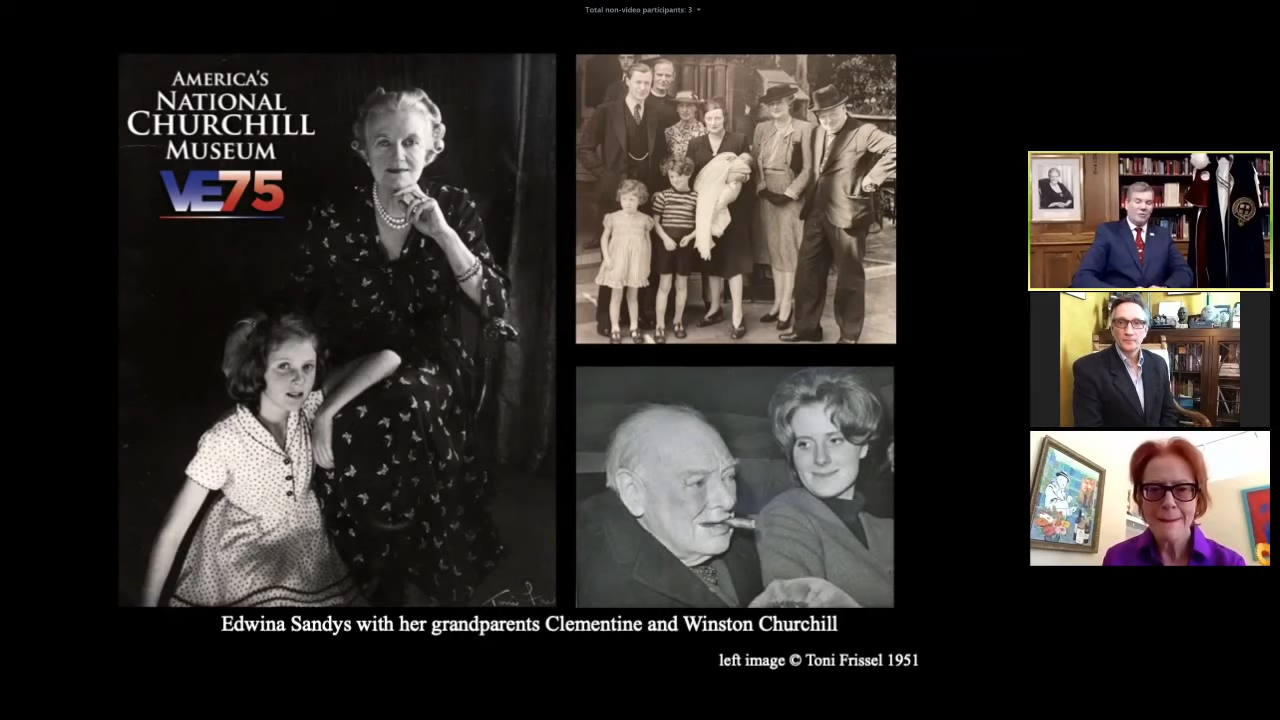 Total non-video participants: 3
AMERICA'S
NATIONAL
CHURCHILL
MUSEUM
VE75
Edwina Sandys with her grandparents Clementine and Winston Churchill
left image © Toni Frissel 1951